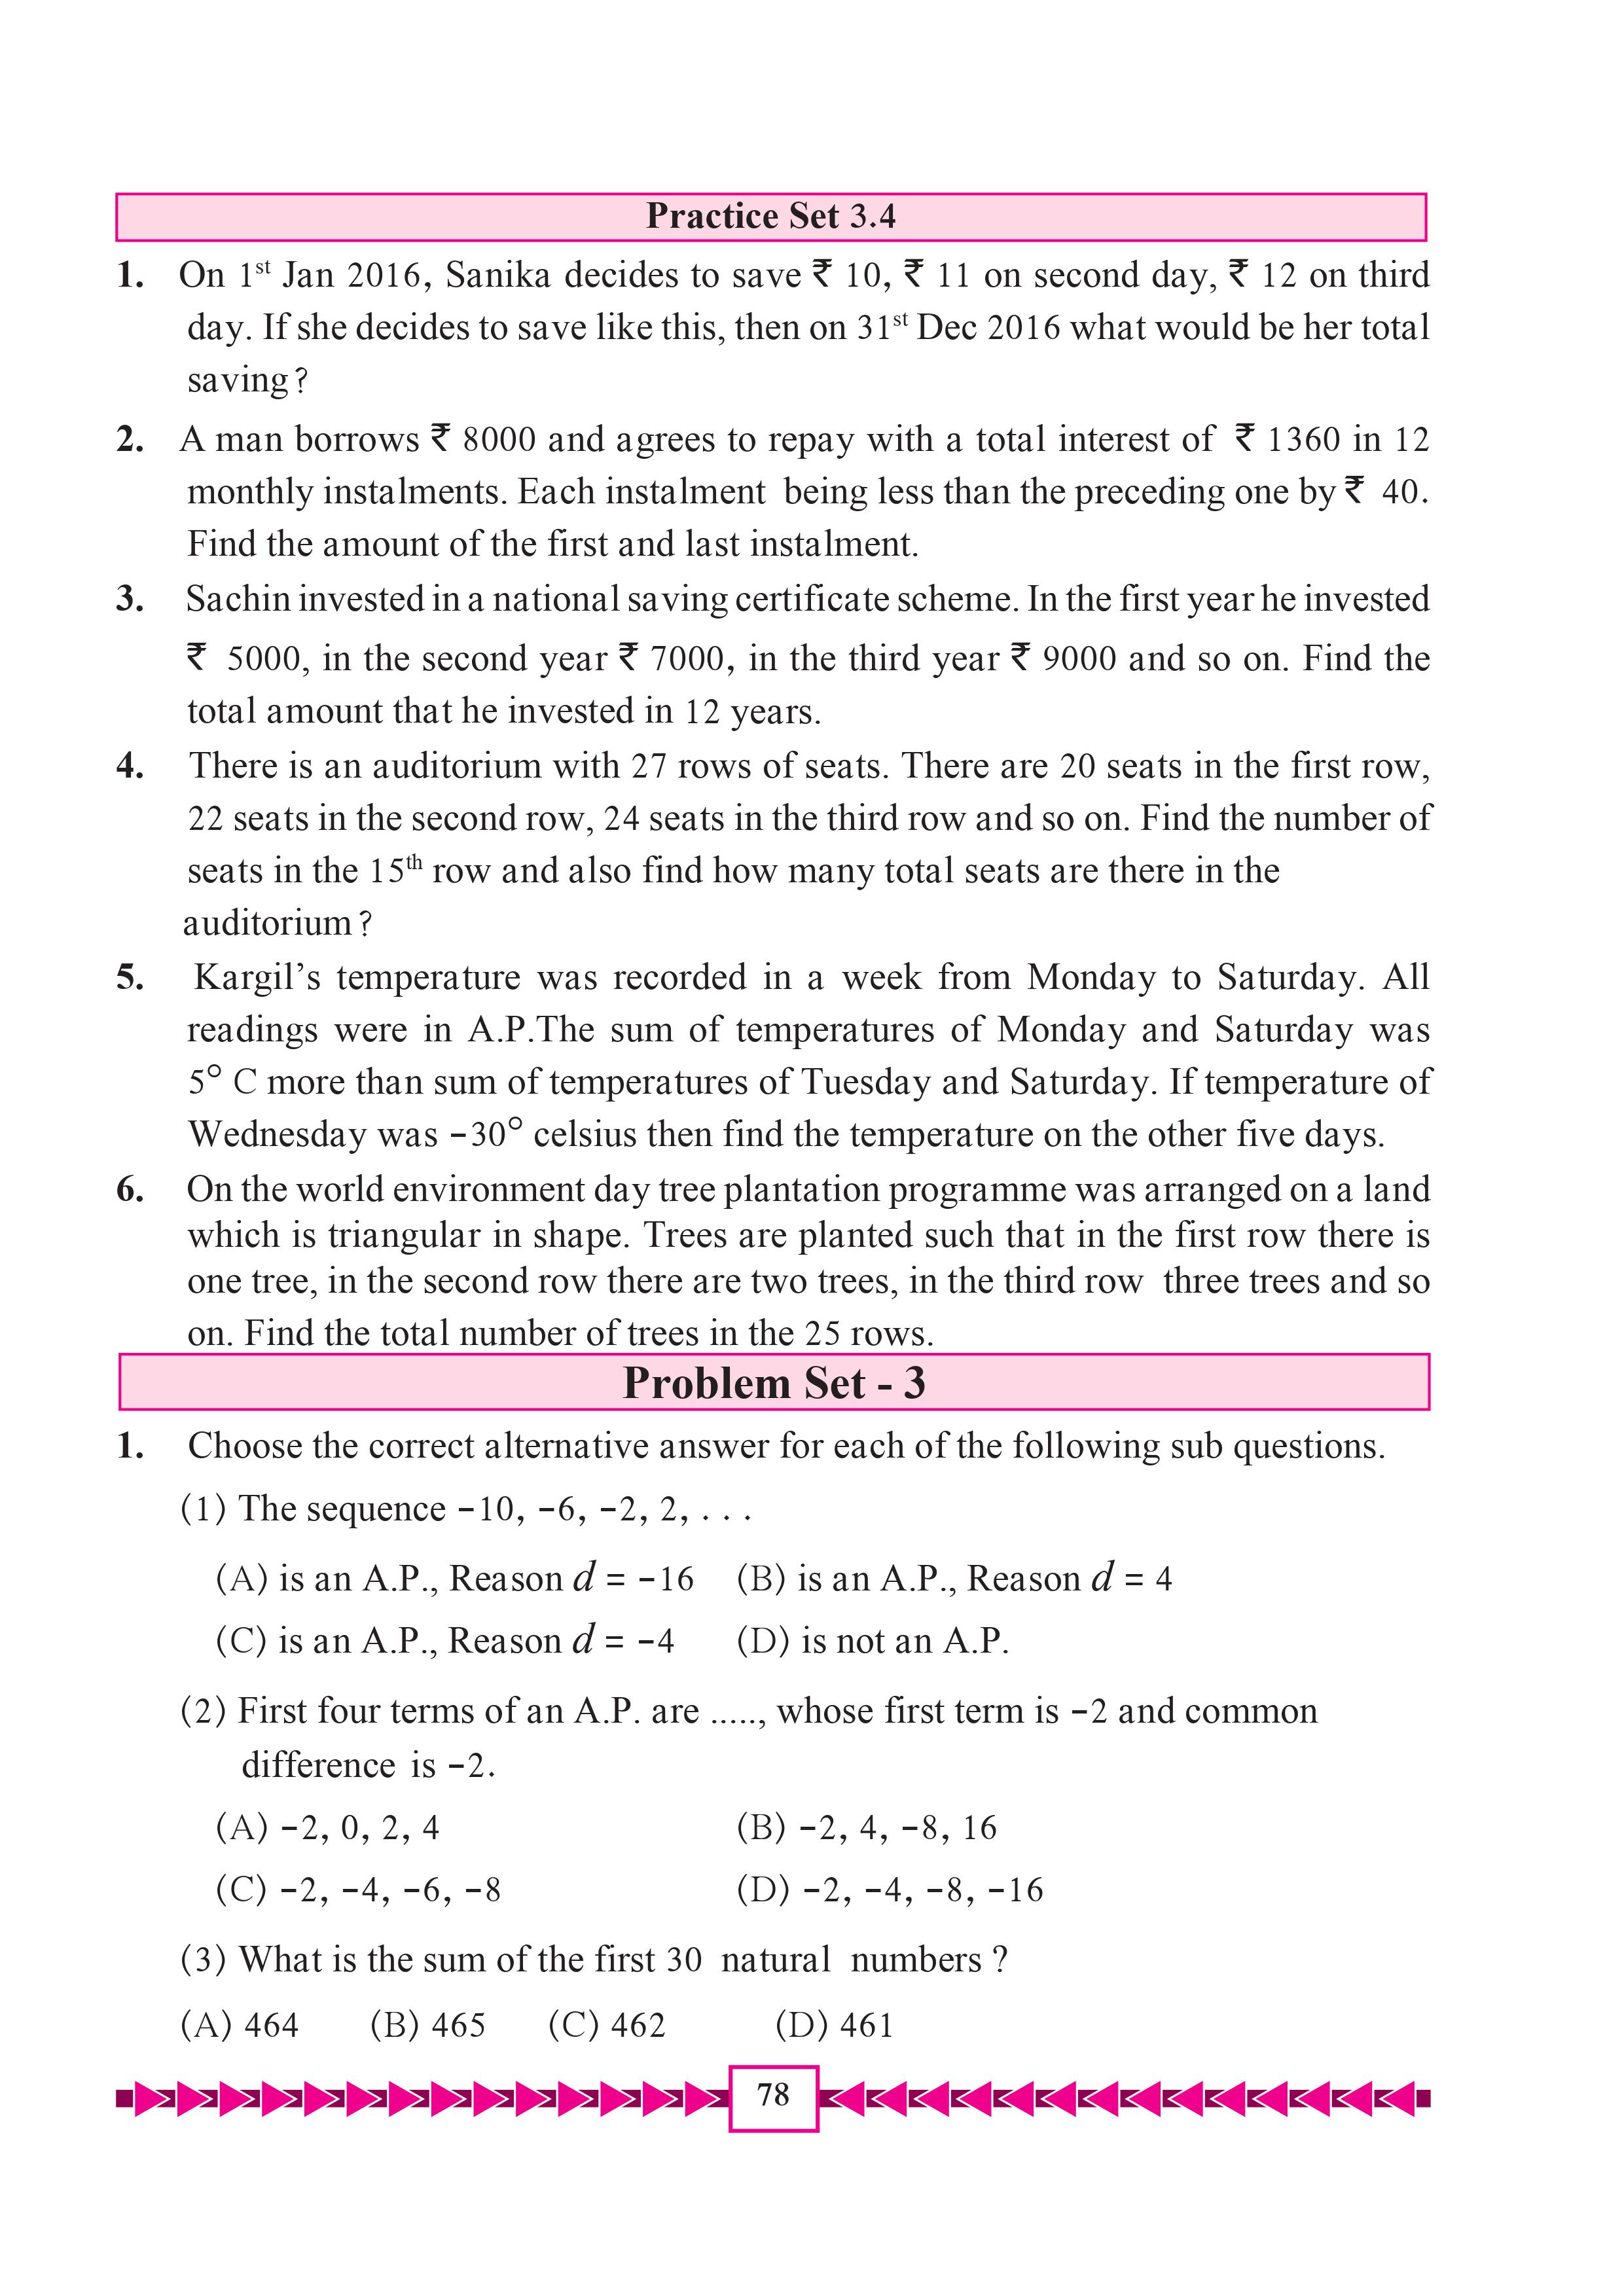 Practice Set 3.4
1. On 1st Jan 2016, Sanika decides to save ₹ 10, ₹ 11 on second day, ₹ 12 on third
day. If she decides to save like this, then on 31st Dec 2016 what would be her total
saving?
2. A man borrows ₹ 8000 and agrees to repay with a total interest of ₹ 1360 in 12
monthly instalments. Each instalment being less than the preceding one by ₹ 40.
Find the amount of the first and last instalment.
3. Sachin invested in a national saving certificate scheme. In the first year he invested
₹ 5000, in the second year ₹ 7000, in the third year ₹ 9000 and so on. Find the
total amount that he invested in 12 years.
4. There is an auditorium with 27 rows of seats. There are 20 seats in the first row,
22 seats in the second row, 24 seats in the third row and so on. Find the number of
seats in the 15th row and also find how many total seats are there in the
auditorium?
5. Kargil's temperature was recorded in a week from Monday to Saturday. All
readings were in A.P.The sum of temperatures of Monday and Saturday was
5° C more than sum of temperatures of Tuesday and Saturday. If temperature of
Wednesday was -30° celsius then find the temperature on the other five days.
6. On the world environment day tree plantation programme was arranged on a land
which is triangular in shape. Trees are planted such that in the first row there is
one tree, in the second row there are two trees, in the third row three trees and so
on. Find the total number of trees in the 25 rows.
Problem Set - 3
1. Choose the correct alternative answer for each of the following sub questions.
(1) The sequence -10, -6, -2, 2, . . .
(A) is an A.P., Reason d = -16 (B) is an A.P., Reason d = 4
(C) is an A.P., Reason d = -4 (D) is not an A.P.
(2) First four terms of an A.P. are ....., whose first term is -2 and common
difference is -2.
(A) -2, 0, 2, 4 (B) -2, 4, -8, 16
(C) -2, -4, -6, -8 (D) -2, -4, -8, -16
(3) What is the sum of the first 30 natural numbers ?
(A) 464 (B) 465 (C) 462 (D) 461
78